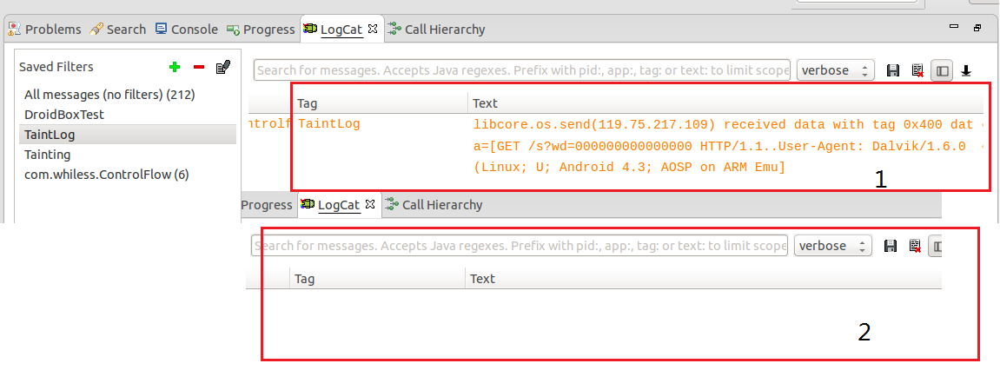 Problems Search Console Progress LogCat Call Hierarchy
Saved Filters
All messages (no filters) (212)
DroidBoxTest
TaintLog
Tainting
com.whiless.ControlFlow (6)
Search for messages. Accepts Java regexes. Prefix with pid:, app:, tag: or text: to limit scope verbose
Tag Text
ntrolf TaintLog libcore.os.send(119.75.217.109) received data with tag 0x400 dat
a=[GET /s?wd=000000000000000 HTTP/1.1..User-Agent: Dalvik/1.6.0
(Linux; U; Android 4.3; AOSP on ARM Emu]
1
Progress LogCat Call Hierarchy
Search for messages. Accepts Java regexes. Prefix with pid:, app:, tag: or text: to limit scope verbose
Tag Text
2